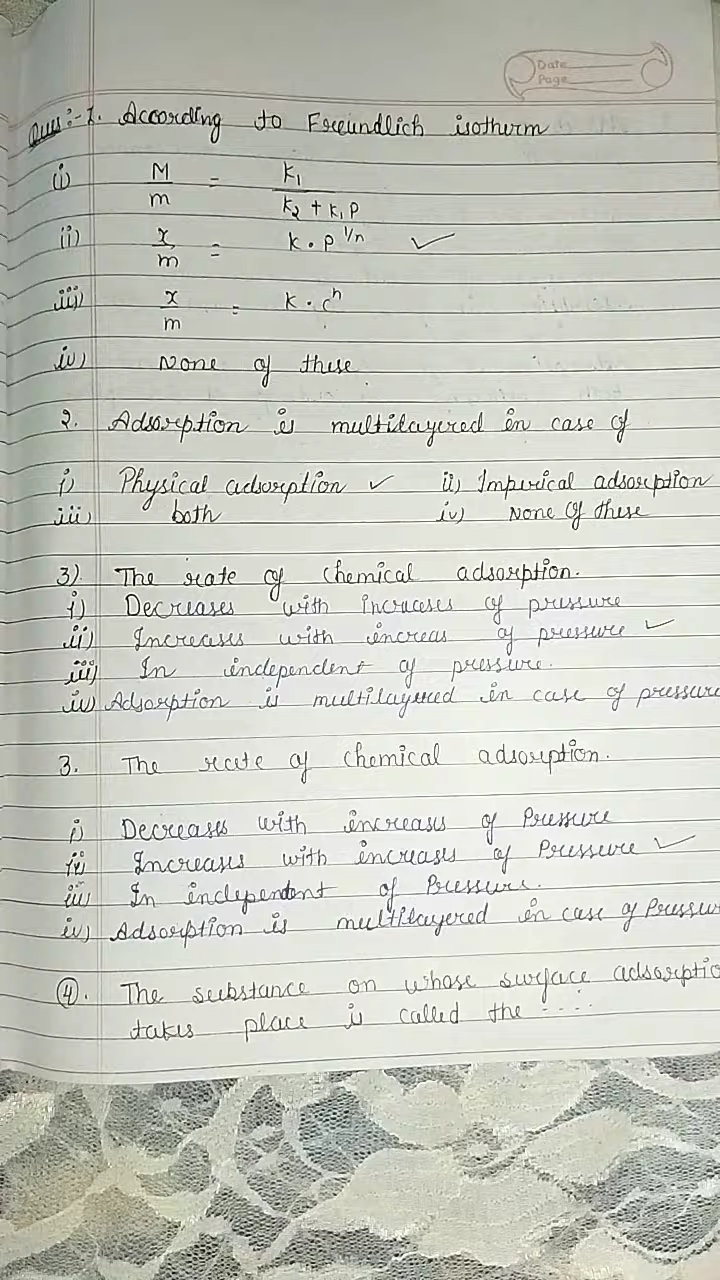 Date
Page
Ques:-1. According to Freundlich isotherm
i) M/m = k₁/k₂ + k₁p
ii) x/m = k · p^1/n ✓
iii) x/m = k · c^n
iv) None of these
2. Adsorption is multilayered in case of
i) Physical adsorption ✓ ii) Imperical adsorption
iii) both iv) None of these
3) The rate of chemical adsorption.
i) Decreases with increases of pressure
ii) Increases with increas of pressure ✓
iii) In independent of pressure.
iv) Adsorption is multilayered in case of pressure
3. The rate of chemical adsorption.
i) Decreases with increases of Pressure
ii) Increases with increases of Pressure ✓
iii) In independent of Pressure.
iv) Adsorption is multilayered in case of Pressu
④. The substance on whose surface adsorptio
takes place is called the ....